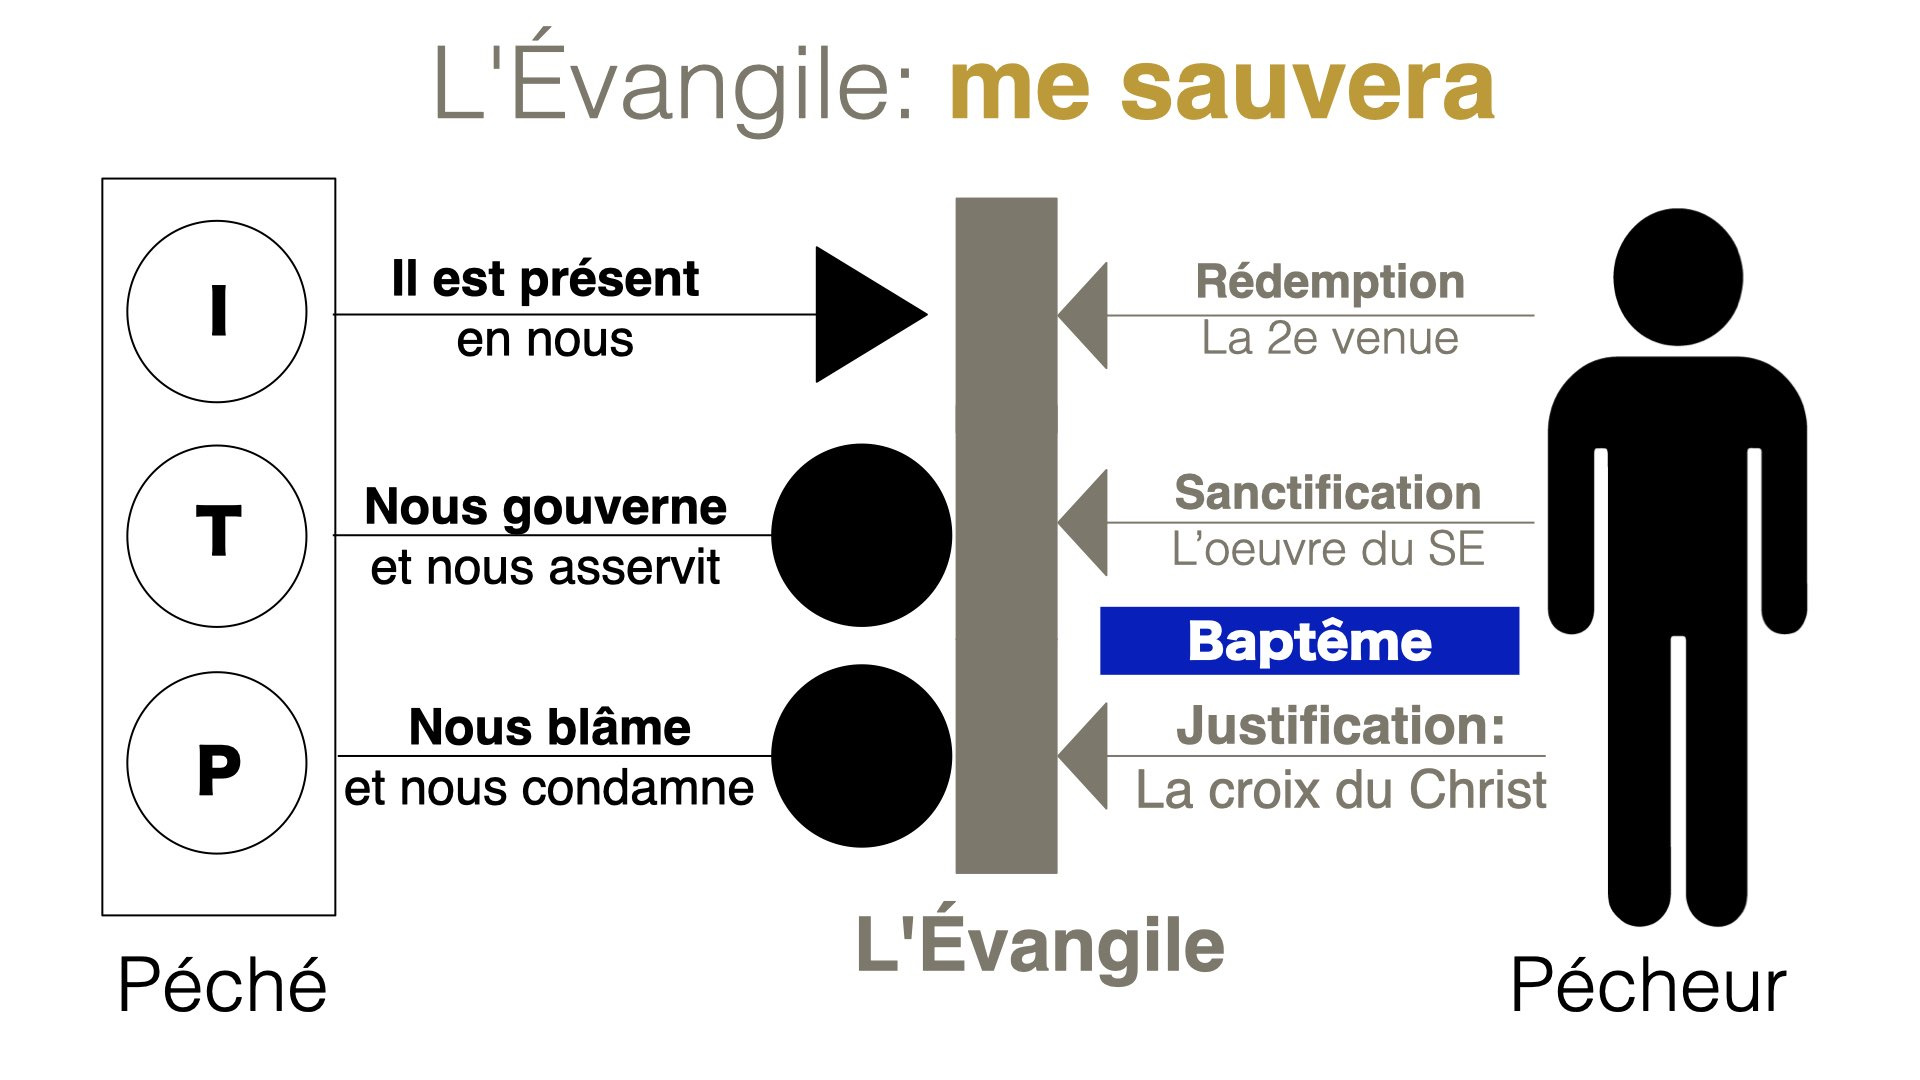 L'Évangile: me sauvera
I
Il est présent
en nous
Rédemption
La 2e venue
T
Nous gouverne
et nous asservit
Sanctification
L’oeuvre du SE
Baptême
P
Nous blâme
et nous condamne
Justification:
La croix du Christ
L'Évangile
Péché
Pécheur